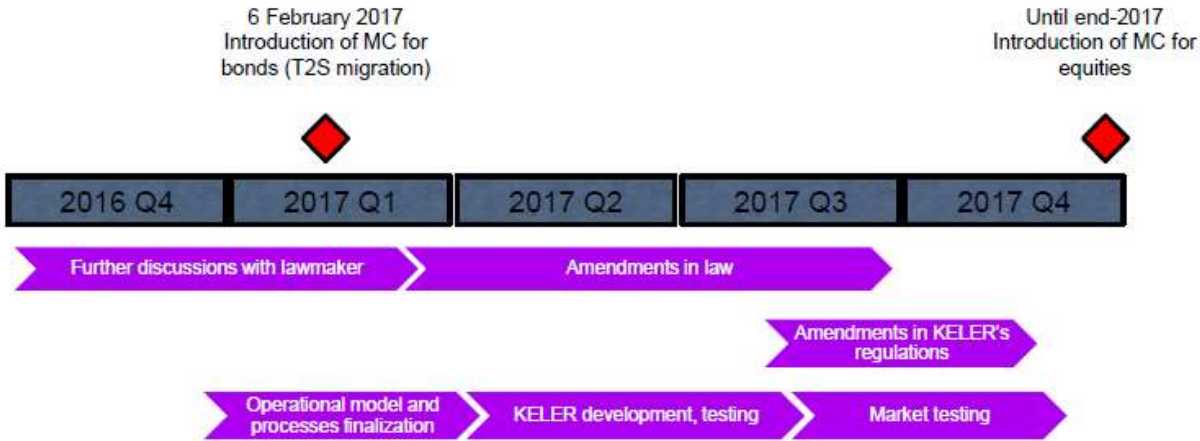 6 February 2017
Introduction of MC for
bonds (T2S migration)
Until end-2017
Introduction of MC for
equities
2016 Q4
2017 Q1
2017 Q2
2017 Q3
2017 Q4
Further discussions with lawmaker
Amendments in law
Amendments in KELER's
regulations
Operational model and
processes finalization
KELER development, testing
Market testing